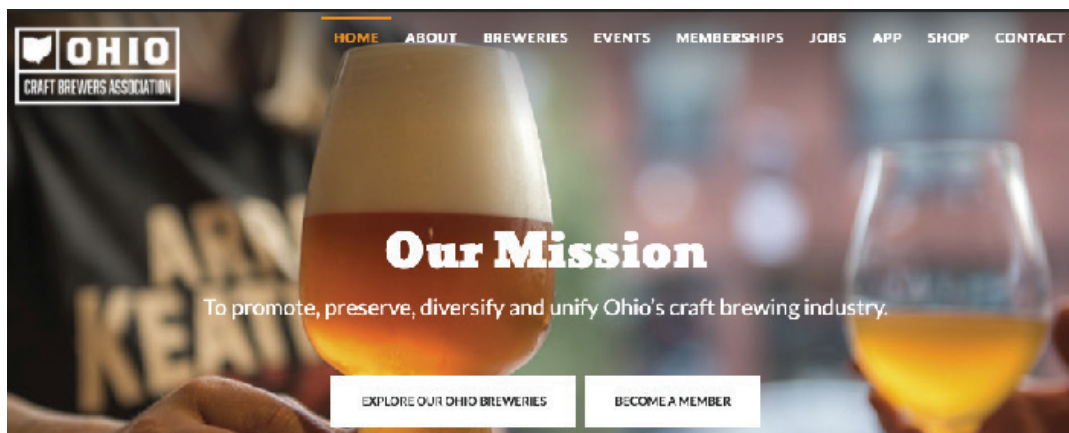 OHIO
CRAFT BREWERS ASSOCIATION
HOME ABOUT BREWERIES EVENTS MEMBERSHIPS JOBS APP SHOP CONTACT
Our Mission
To promote, preserve, diversify and unify Ohio's craft brewing industry.
EXPLORE OUR OHIO BREWERIES BECOME A MEMBER